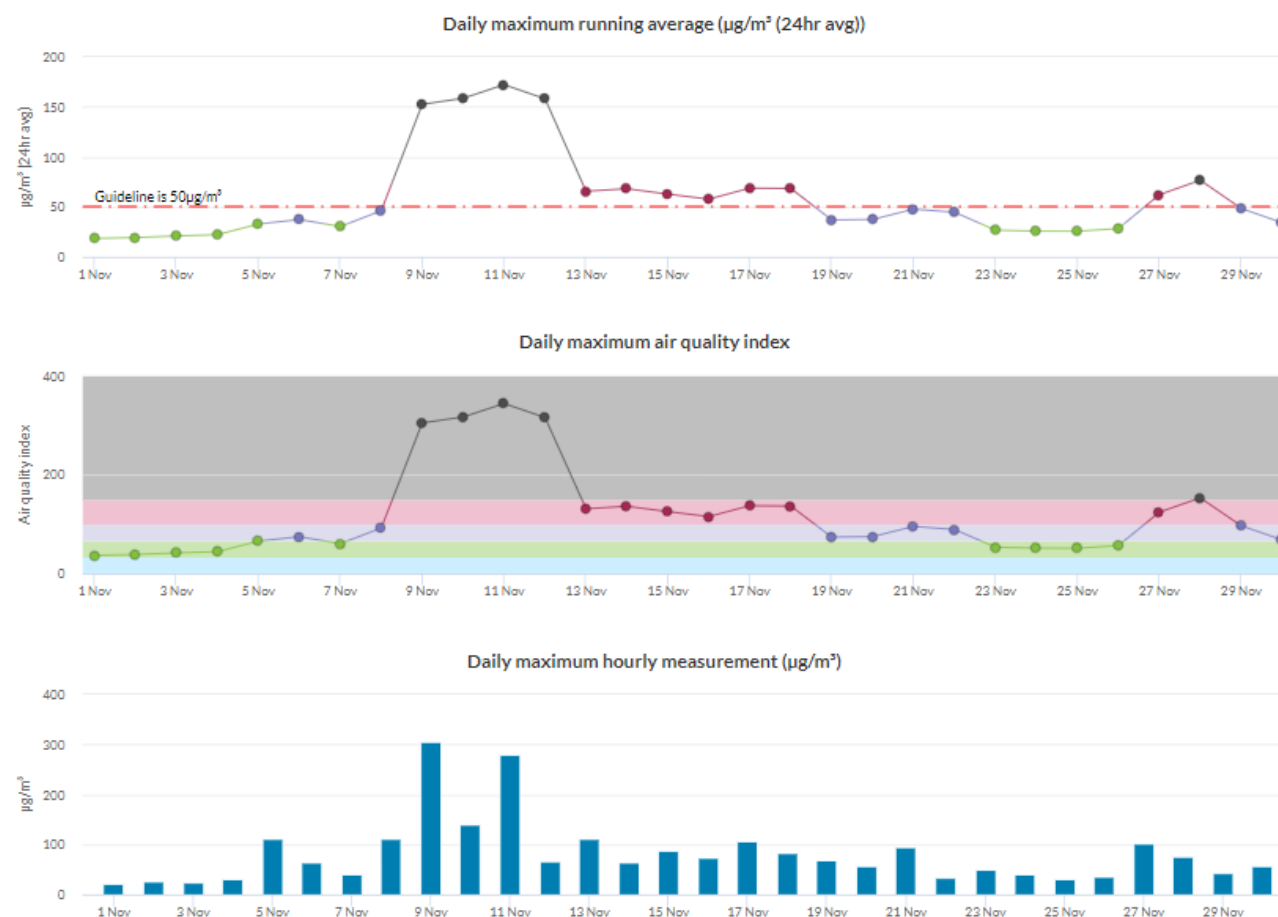 Daily maximum running average (µg/m³ (24hr avg))
200
150
100
50
0
µg/m³ |24hr avg)
Guideline is 50µg/m³
1 Nov 3 Nov 5 Nov 7 Nov 9 Nov 11 Nov 13 Nov 15 Nov 17 Nov 19 Nov 21 Nov 23 Nov 25 Nov 27 Nov 29 Nov
Daily maximum air quality index
400
200
0
Air quality index
1 Nov 3 Nov 5 Nov 7 Nov 9 Nov 11 Nov 13 Nov 15 Nov 17 Nov 19 Nov 21 Nov 23 Nov 25 Nov 27 Nov 29 Nov
Daily maximum hourly measurement (µg/m³)
400
300
200
100
0
µg/m³
1 Nov 3 Nov 5 Nov 7 Nov 9 Nov 11 Nov 13 Nov 15 Nov 17 Nov 19 Nov 21 Nov 23 Nov 25 Nov 27 Nov 29 Nov